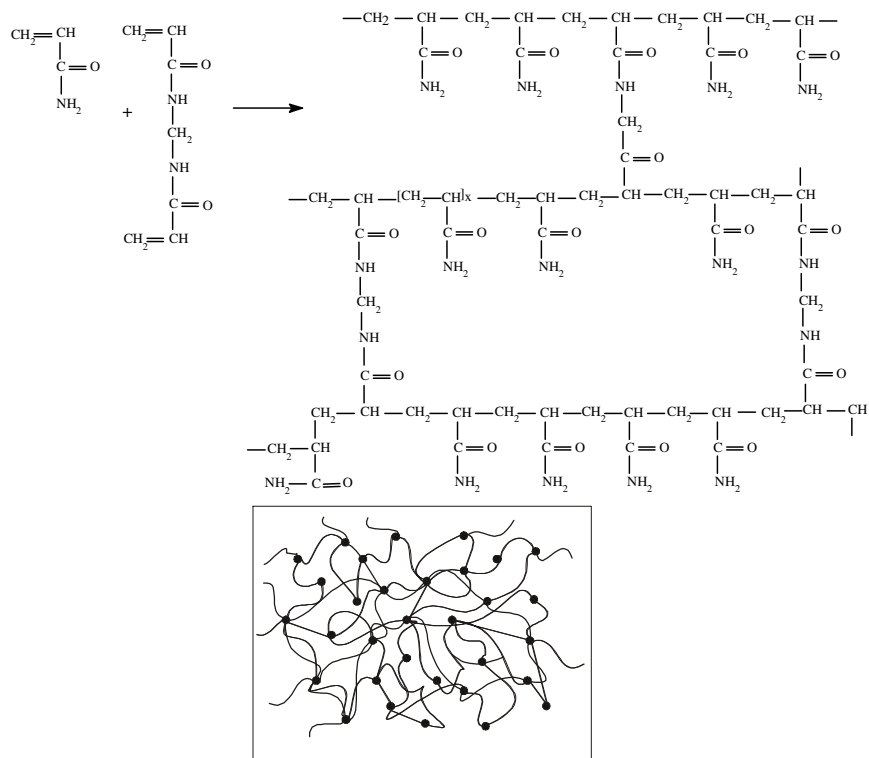 CH₂=CH
C=O
NH₂
+
CH₂=CH
C=O
NH
CH₂
NH
C=O
CH₂=CH
—CH₂—CH—CH₂—CH—CH₂—CH—CH₂—CH—CH₂—CH—
C=O C=O C=O C=O C=O
NH₂ NH₂ NH NH₂ NH₂
CH₂
C=O
—CH₂—CH—[CH₂—CH]x—CH₂—CH—CH₂—CH—CH₂—CH—CH₂—CH
C=O C=O C=O C=O C=O
NH NH₂ NH₂ NH₂ NH
CH₂ CH₂
NH NH
C=O C=O
CH₂—CH—CH₂—CH—CH₂—CH—CH₂—CH—CH₂—CH—CH₂—CH—CH
—CH₂—CH C=O C=O C=O C=O
NH₂—C=O NH₂ NH₂ NH₂ NH₂